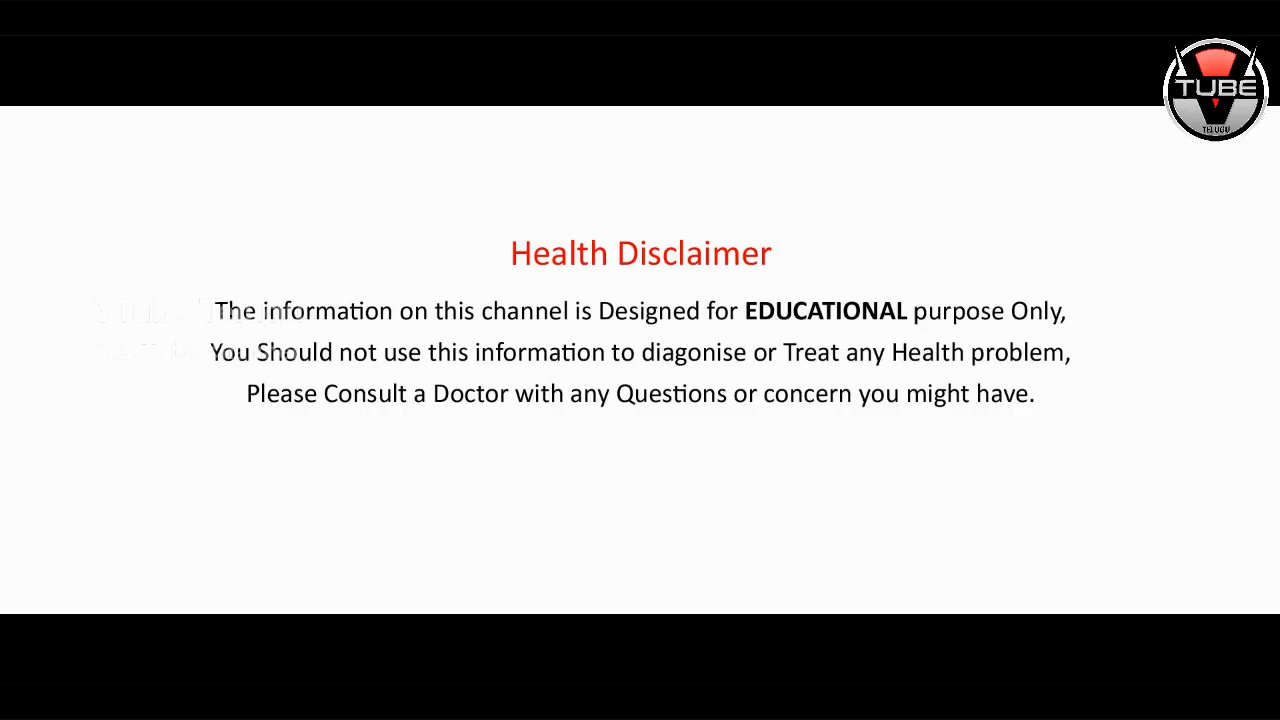 TUBE
TELUGU
Health Disclaimer
The information on this channel is Designed for EDUCATIONAL purpose Only,
You Should not use this information to diagonise or Treat any Health problem,
Please Consult a Doctor with any Questions or concern you might have.